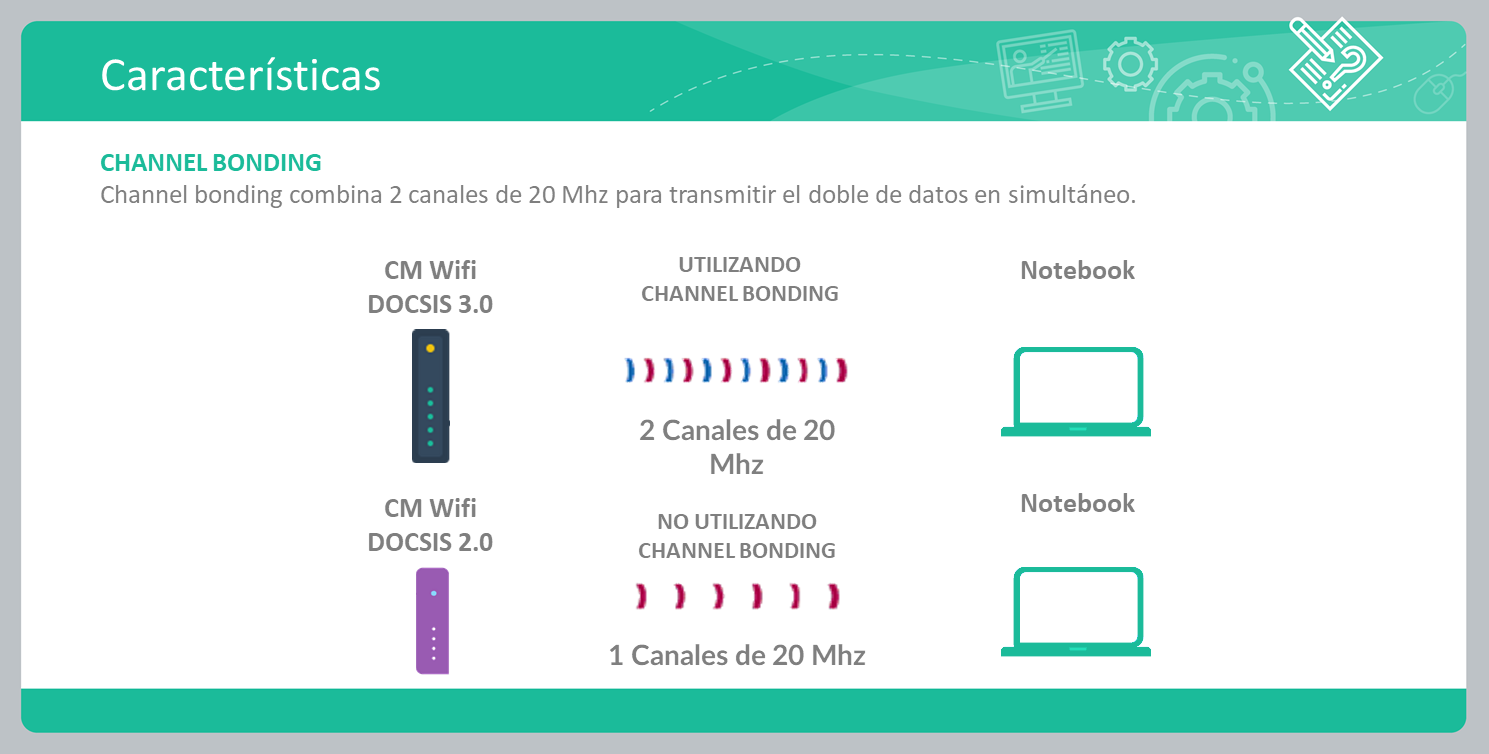 Características
CHANNEL BONDING
Channel bonding combina 2 canales de 20 Mhz para transmitir el doble de datos en simultáneo.
CM Wifi
DOCSIS 3.0
UTILIZANDO
CHANNEL BONDING
Notebook
2 Canales de 20
Mhz
CM Wifi
DOCSIS 2.0
NO UTILIZANDO
CHANNEL BONDING
Notebook
1 Canales de 20 Mhz